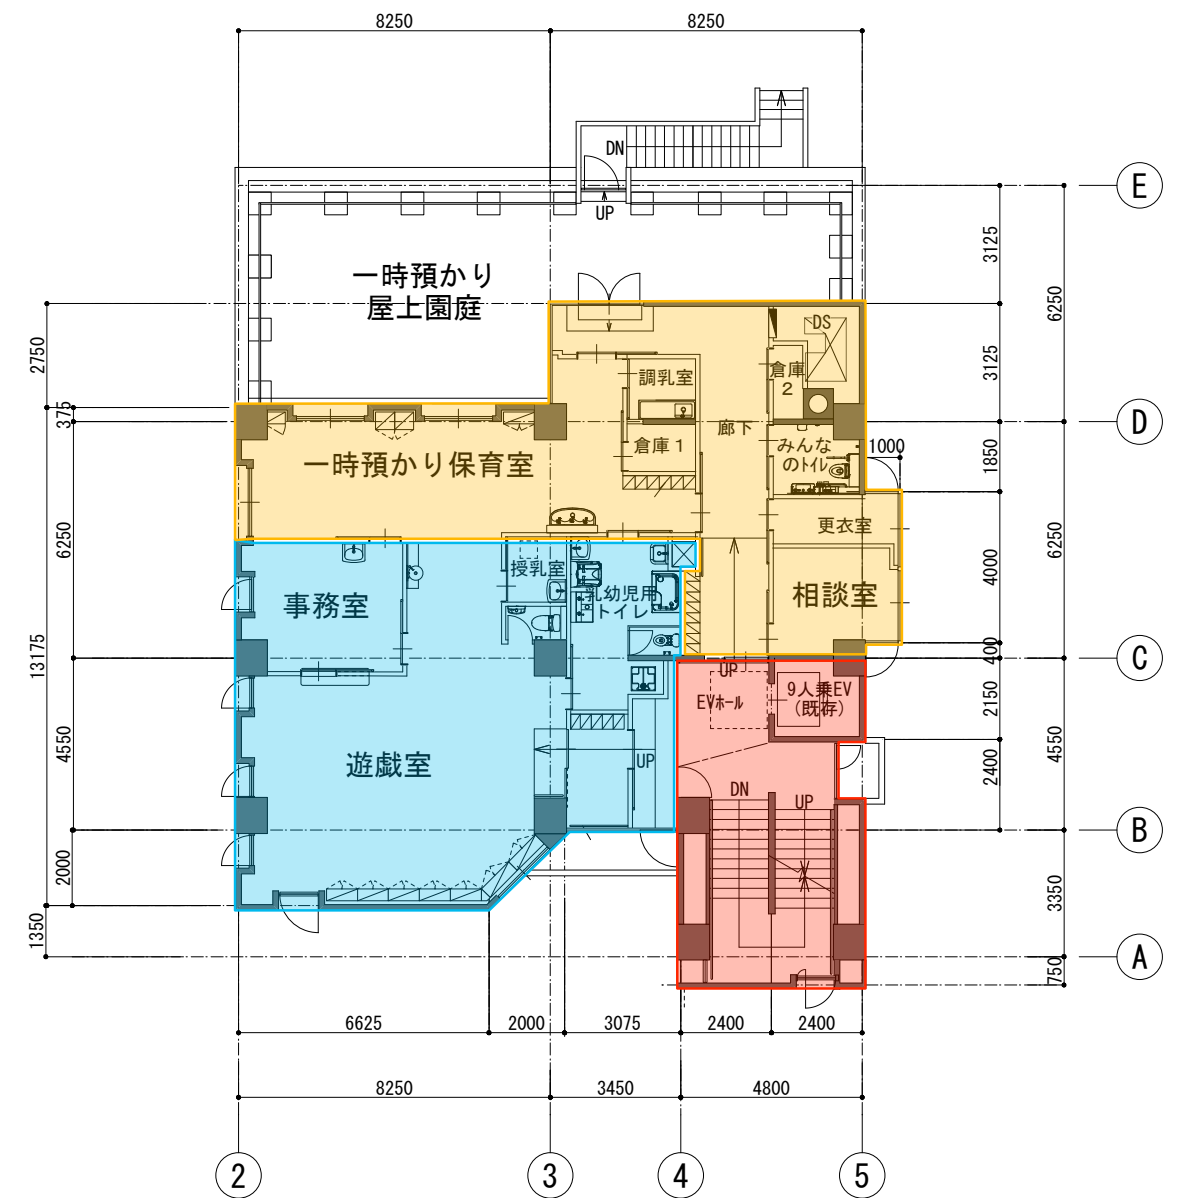 8250
8250
DN
E
UP
一時預かり
屋上園庭
3125
6250
2750
DS
調乳室
倉庫
2
3125
375
D
廊下
みんな
のトイレ
倉庫1
1000
1850
一時預かり保育室
更衣室
6250
6250
授乳室
4000
事務室
乳幼児用
トイレ
相談室
13175
400
C
UP
9人乗EV
(既存)
EVホール
2150
4550
4550
遊戯室
UP
2400
DN
UP
B
2000
3350
1350
A
750
6625
2000
3075
2400
2400
8250
3450
4800
2
3
4
5